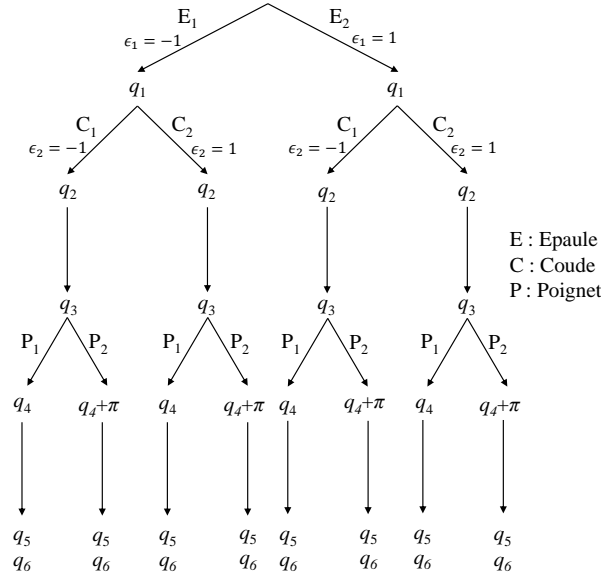 E₁ E₂
ϵ₁ = −1 ϵ₁ = 1
q₁ q₁
C₁ C₂ C₁ C₂
ϵ₂ = −1 ϵ₂ = 1 ϵ₂ = −1 ϵ₂ = 1
q₂ q₂ q₂ q₂
E : Epaule
C : Coude
P : Poignet
q₃ q₃ q₃ q₃
P₁ P₂ P₁ P₂ P₁ P₂ P₁ P₂
q₄ q₄+π q₄ q₄+π q₄ q₄+π q₄ q₄+π
q₅ q₅ q₅ q₅ q₅ q₅ q₅ q₅
q₆ q₆ q₆ q₆ q₆ q₆ q₆ q₆